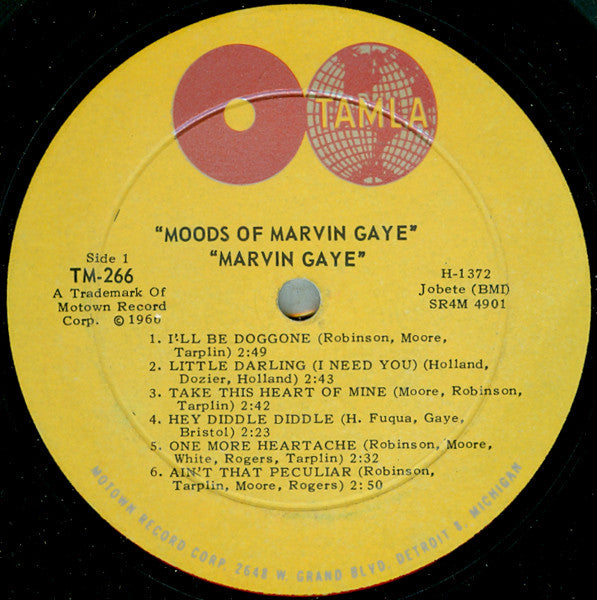 TAMLA
"MOODS OF MARVIN GAYE"
"MARVIN GAYE"
Side 1
TM-266
A Trademark Of
Motown Record
Corp. ©1966
H-1372
Jobete (BMI)
SR4M 4901
1. I'LL BE DOGGONE (Robinson, Moore,
Tarplin) 2:49
2. LITTLE DARLING (I NEED YOU) (Holland,
Dozier, Holland) 2:43
3. TAKE THIS HEART OF MINE (Moore, Robinson,
Tarplin) 2:42
4. HEY DIDDLE DIDDLE (H. Fuqua, Gaye,
Bristol) 2:23
5. ONE MORE HEARTACHE (Robinson, Moore,
White, Rogers, Tarplin) 2:32
6. AIN'T THAT PECULIAR (Robinson,
Tarplin, Moore, Rogers) 2:50
MOTOWN RECORD CORP. 2648 W. GRAND BLVD. DETROIT 8, MICHIGAN